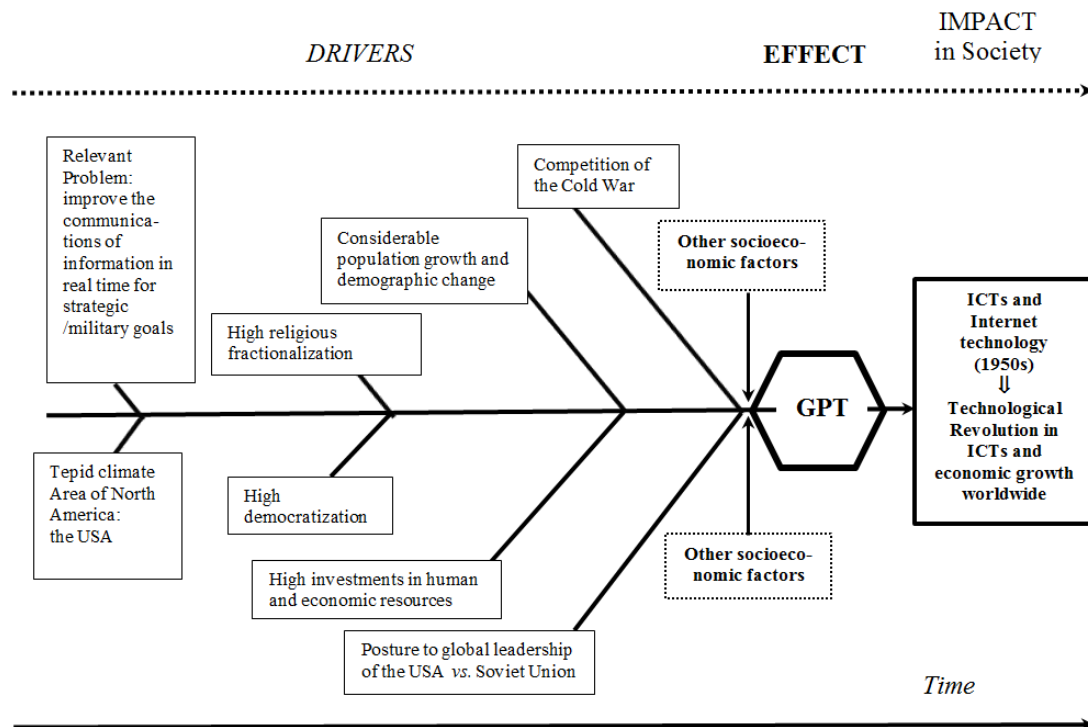 IMPACT
in Society
DRIVERS
EFFECT
Relevant
Problem:
improve the
communica-
tions of
information in
real time for
strategic
/military goals
Competition of
the Cold War
Considerable
population growth and
demographic change
Other socioeco-
nomic factors
High religious
fractionalization
ICTs and
Internet
technology
(1950s)
⇓
Technological
Revolution in
ICTs and
economic growth
worldwide
GPT
Tepid climate
Area of North
America:
the USA
High
democratization
Other socioeco-
nomic factors
High investments in human
and economic resources
Posture to global leadership
of the USA vs. Soviet Union
Time